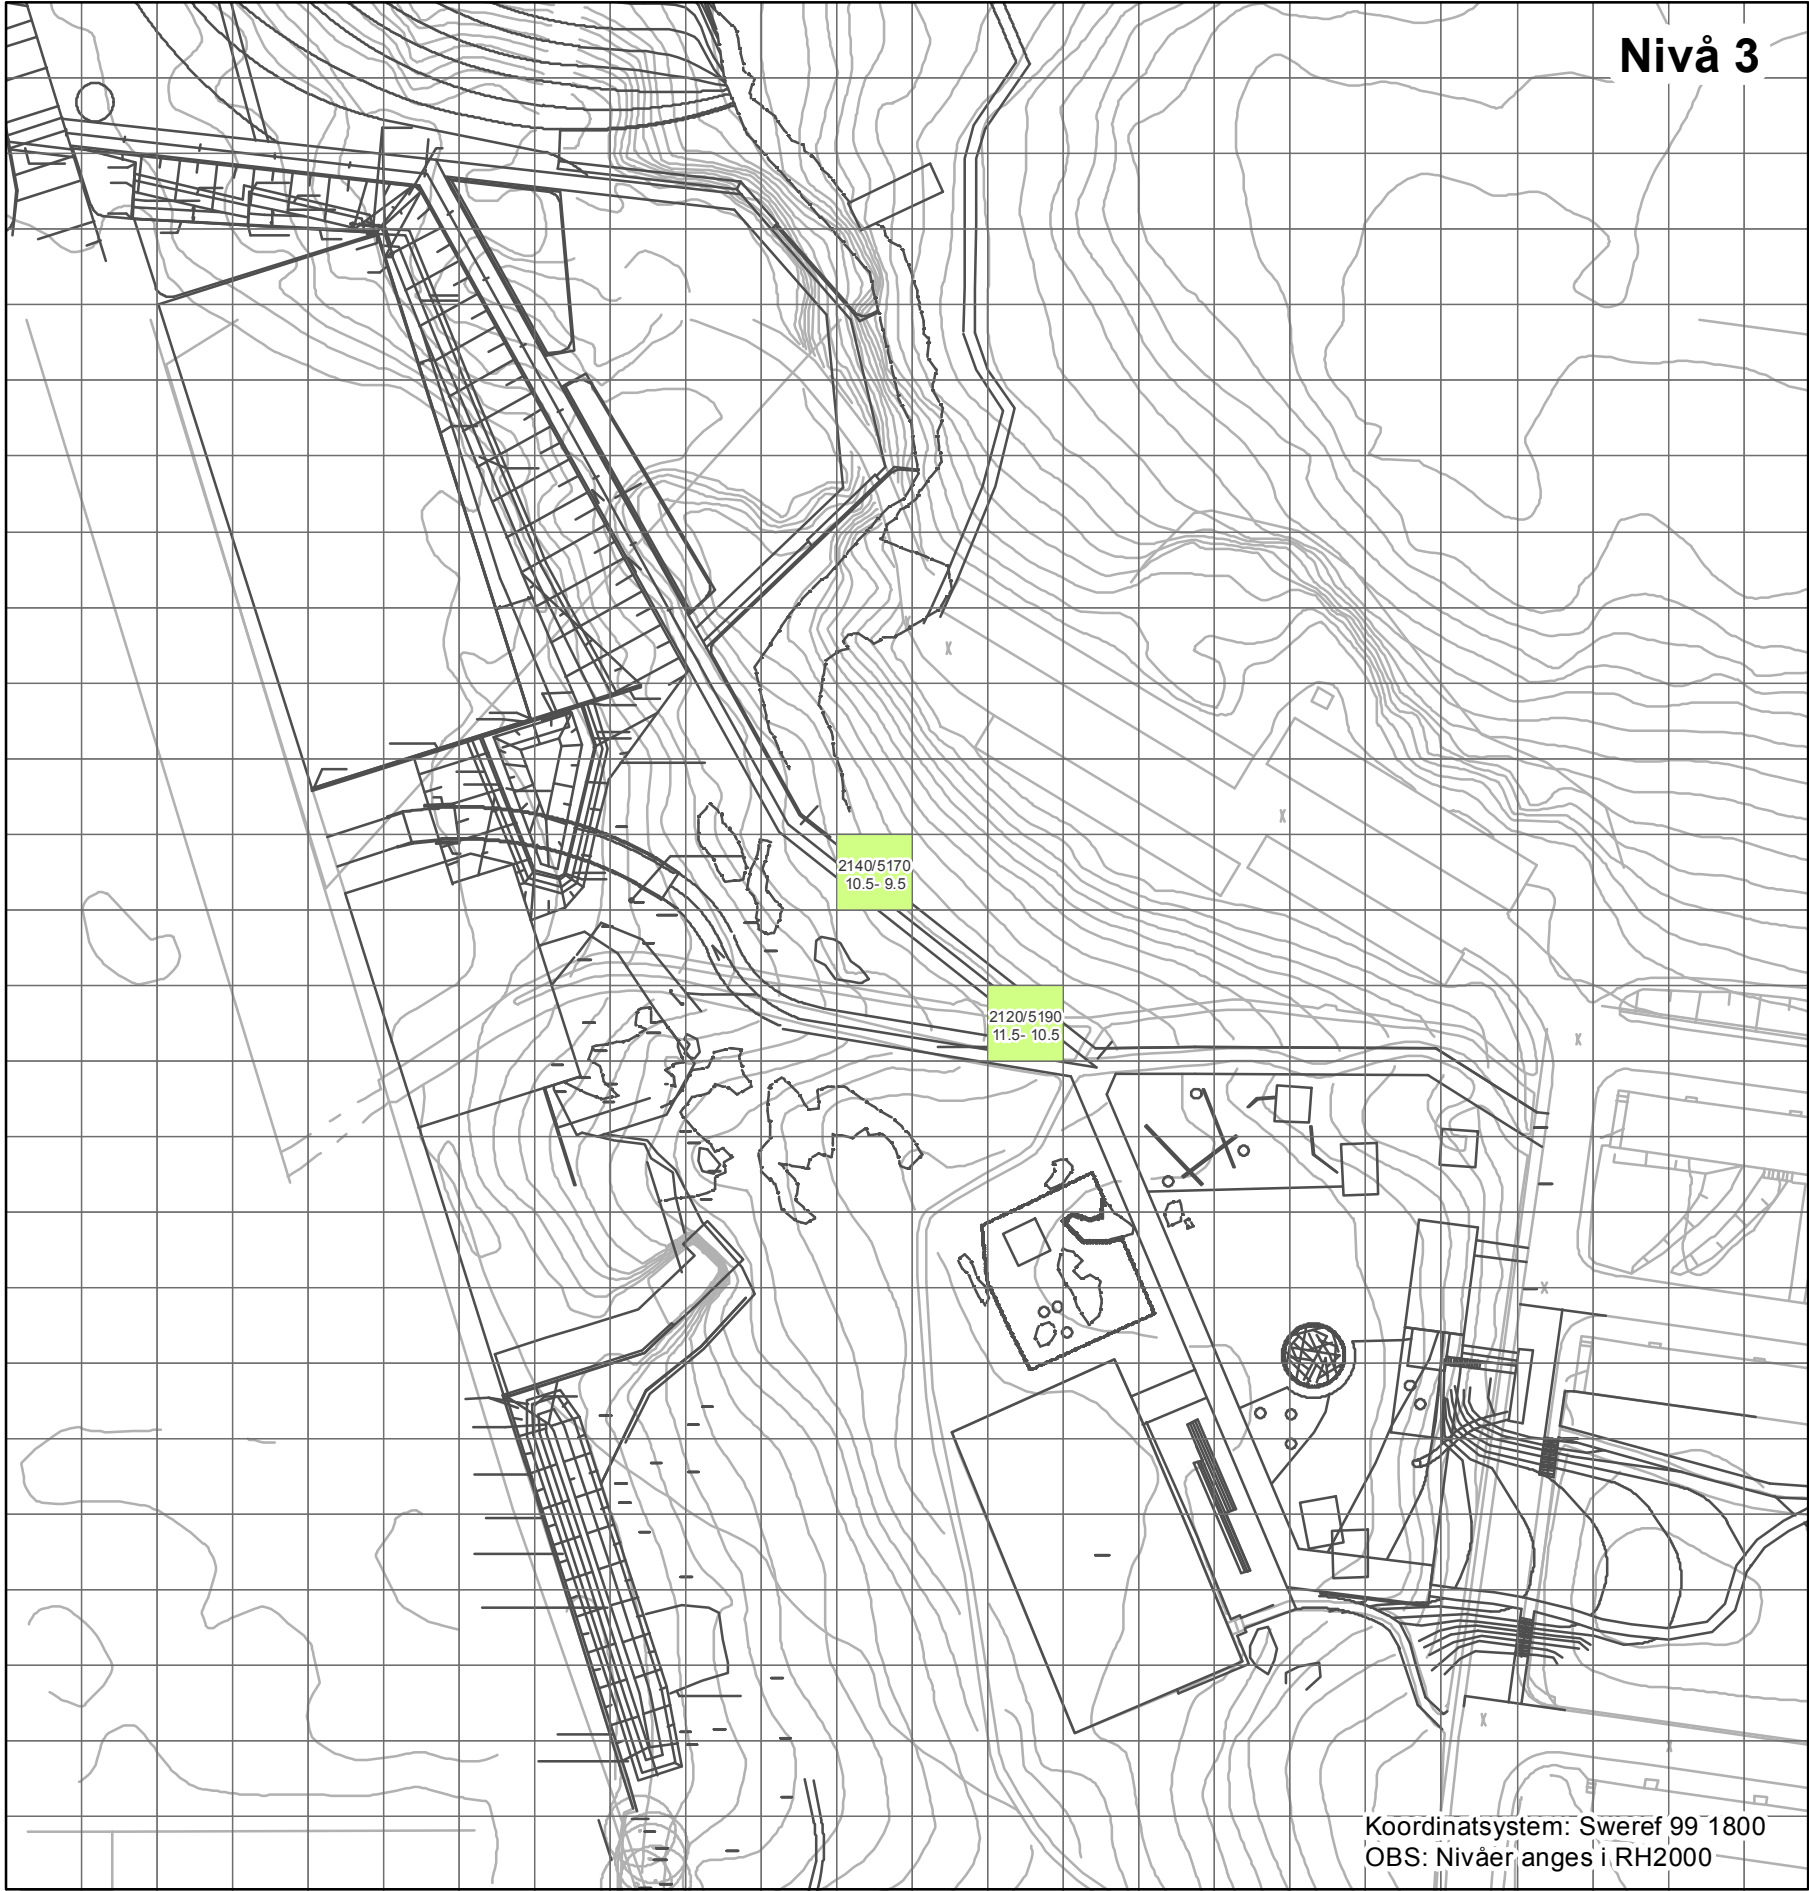 Nivå 3
2140/5170
10.5- 9.5
2120/5190
11.5- 10.5
Koordinatsystem: Sweref 99 1800
OBS: Nivåer anges i RH2000